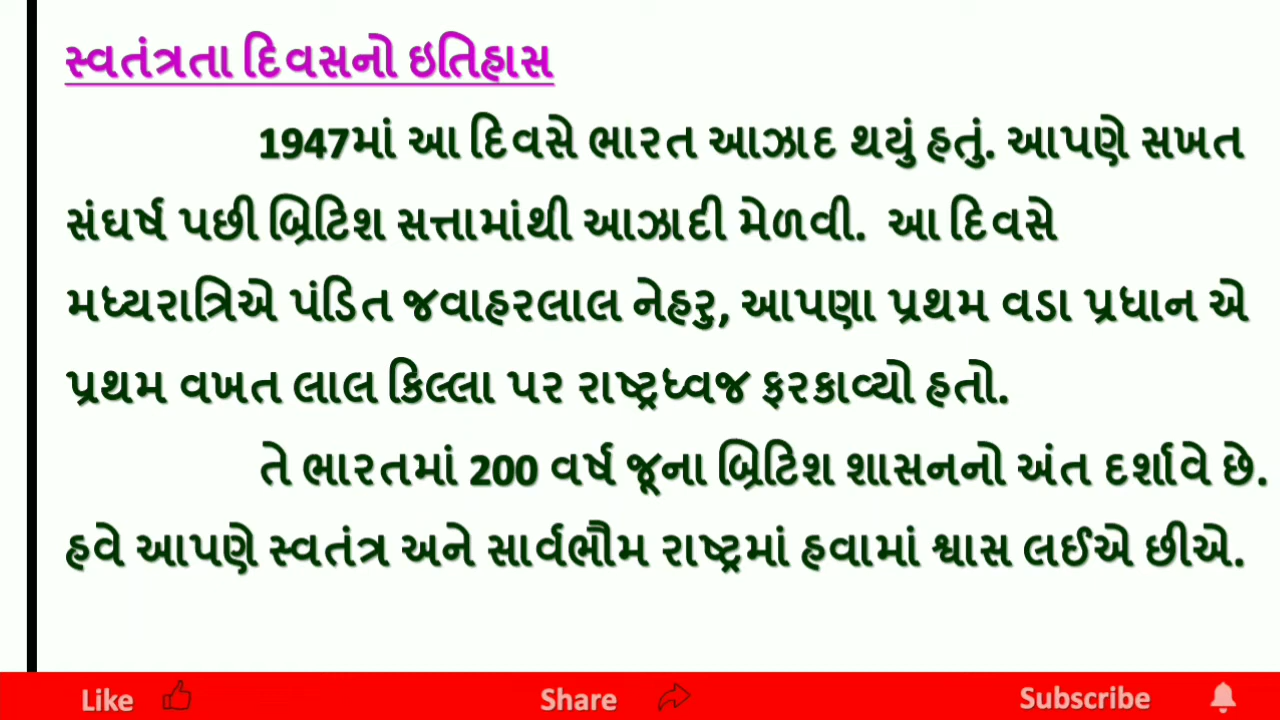 સ્વતંત્રતા દિવસનો ઇતિહાસ
1947માં આ દિવસે ભારત આઝાદ થયું હતું. આપણે સખત
સંઘર્ષ પછી બ્રિટિશ સત્તામાંથી આઝાદી મેળવી. આ દિવસે
મધ્યરાત્રિએ પંડિત જવાહરલાલ નેહરુ, આપણા પ્રથમ વડા પ્રધાન એ
પ્રથમ વખત લાલ કિલ્લા પર રાષ્ટ્રધ્વજ ફરકાવ્યો હતો.
તે ભારતમાં 200 વર્ષ જૂના બ્રિટિશ શાસનનો અંત દર્શાવે છે.
હવે આપણે સ્વતંત્ર અને સાર્વભૌમ રાષ્ટ્રમાં હવામાં શ્વાસ લઈએ છીએ.
Like Share Subscribe